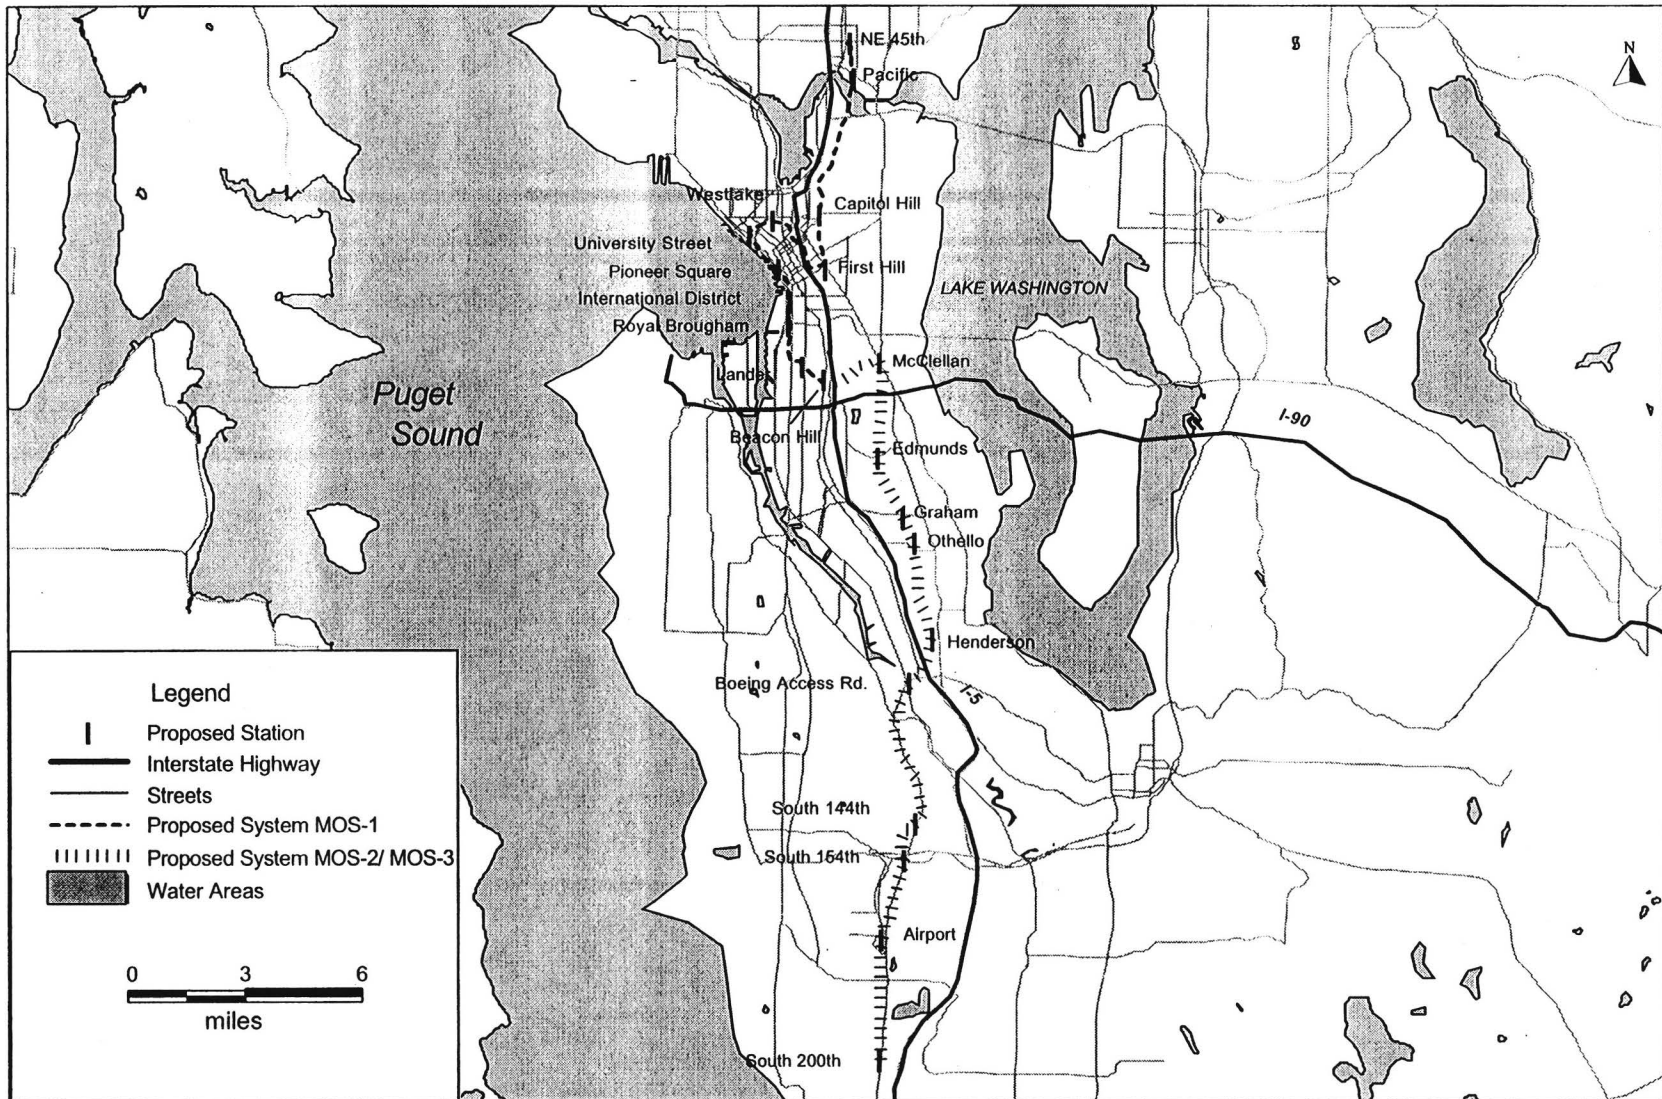 NE 45th
N
Pacific
Westlake
Capitol Hill
University Street
Pioneer Square
First Hill
International District
LAKE WASHINGTON
Royal Brougham
McClellan
Lander
Puget
Sound
I-90
Beacon Hill
Edmunds
Graham
Othello
Henderson
Boeing Access Rd.
I-5
South 144th
South 154th
Airport
South 200th
Legend
Proposed Station
Interstate Highway
Streets
Proposed System MOS-1
Proposed System MOS-2/ MOS-3
Water Areas
0 3 6
miles